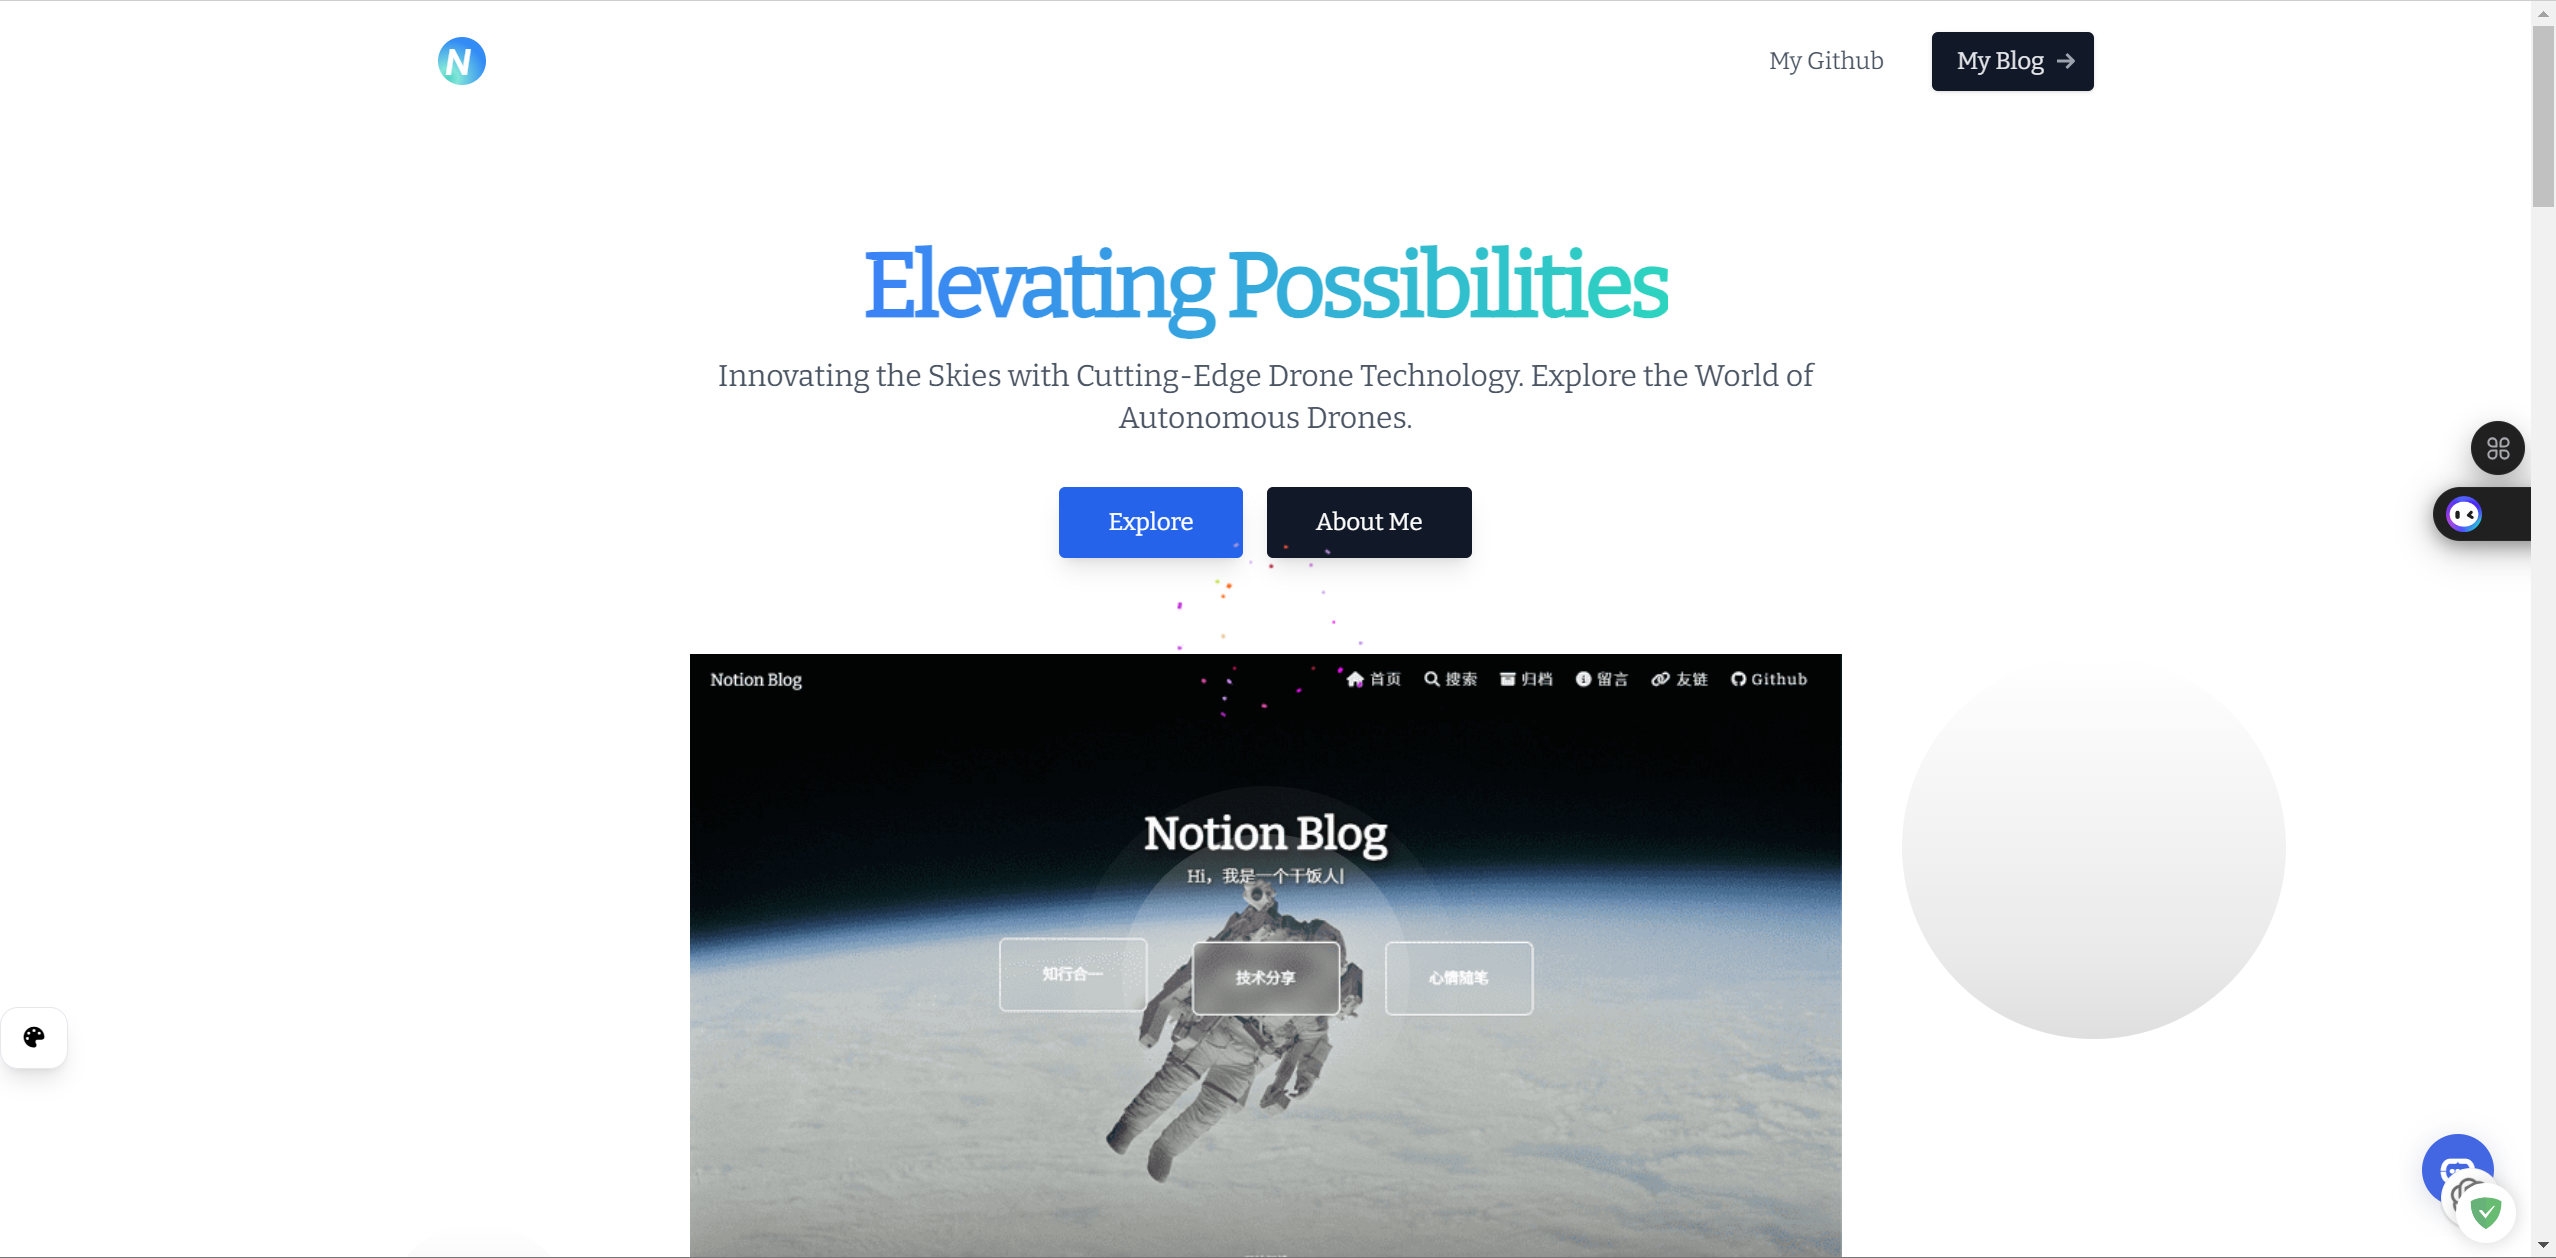 N
My Github
My Blog
Elevating Possibilities
Innovating the Skies with Cutting-Edge Drone Technology. Explore the World of
Autonomous Drones.
Explore
About Me
Notion Blog
首页
搜索
归档
留言
友链
Github
Notion Blog
Hi，我是一个干饭人|
知行合一
技术分享
心情随笔